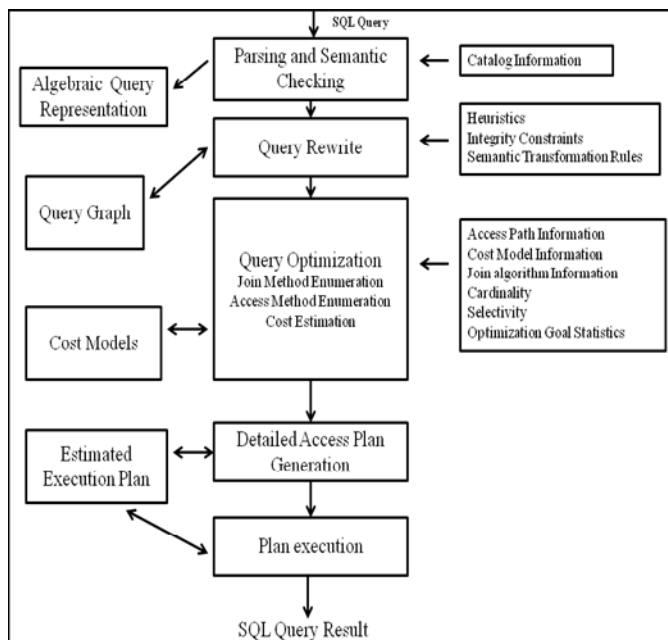 SQL Query
Parsing and Semantic
Checking
Catalog Information
Algebraic Query
Representation
Query Rewrite
Heuristics
Integrity Constraints
Semantic Transformation Rules
Query Graph
Query Optimization
Join Method Enumeration
Access Method Enumeration
Cost Estimation
Access Path Information
Cost Model Information
Join algorithm Information
Cardinality
Selectivity
Optimization Goal Statistics
Cost Models
Detailed Access Plan
Generation
Estimated
Execution Plan
Plan execution
SQL Query Result